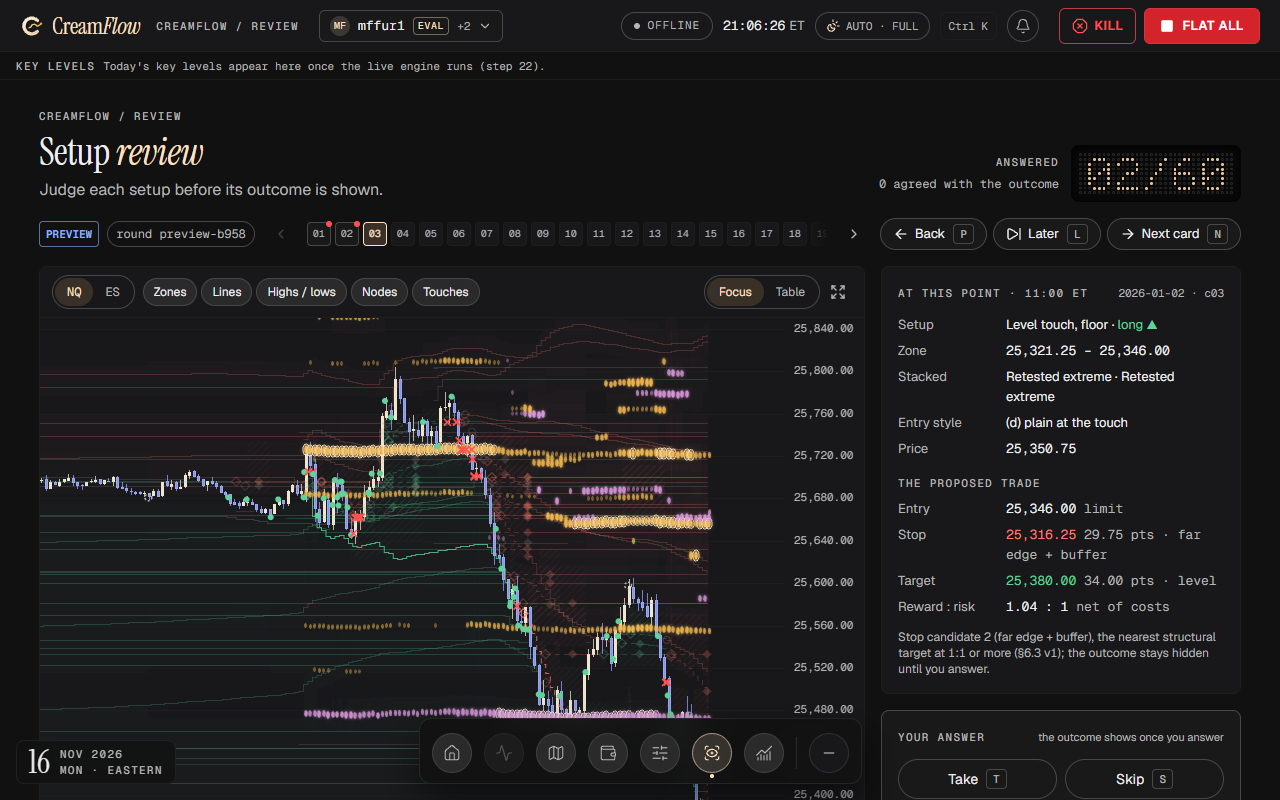 CreamFlow CREAMFLOW / REVIEW MF mffur1 EVAL +2 OFFLINE 21:06:26 ET AUTO · FULL Ctrl K KILL FLAT ALL
KEY LEVELS Today's key levels appear here once the live engine runs (step 22).
CREAMFLOW / REVIEW
Setup review
Judge each setup before its outcome is shown.
ANSWERED
0 agreed with the outcome
02/60
PREVIEW round preview-b958 01 02 03 04 05 06 07 08 09 10 11 12 13 14 15 16 17 18
Back P Later L Next card N
NQ ES Zones Lines Highs / lows Nodes Touches Focus Table
25,840.00
25,800.00
25,760.00
25,720.00
25,680.00
25,640.00
25,600.00
25,560.00
25,520.00
25,480.00
25,400.00
AT THIS POINT · 11:00 ET 2026-01-02 · c03
Setup Level touch, floor · long ▲
Zone 25,321.25 – 25,346.00
Stacked Retested extreme · Retested
extreme
Entry style (d) plain at the touch
Price 25,350.75
THE PROPOSED TRADE
Entry 25,346.00 limit
Stop 25,316.25 29.75 pts · far
edge + buffer
Target 25,380.00 34.00 pts · level
Reward : risk 1.04 : 1 net of costs
Stop candidate 2 (far edge + buffer), the nearest structural
target at 1:1 or more (§6.3 v1); the outcome stays hidden
until you answer.
YOUR ANSWER the outcome shows once you answer
Take T Skip S
16 NOV 2026
MON · EASTERN